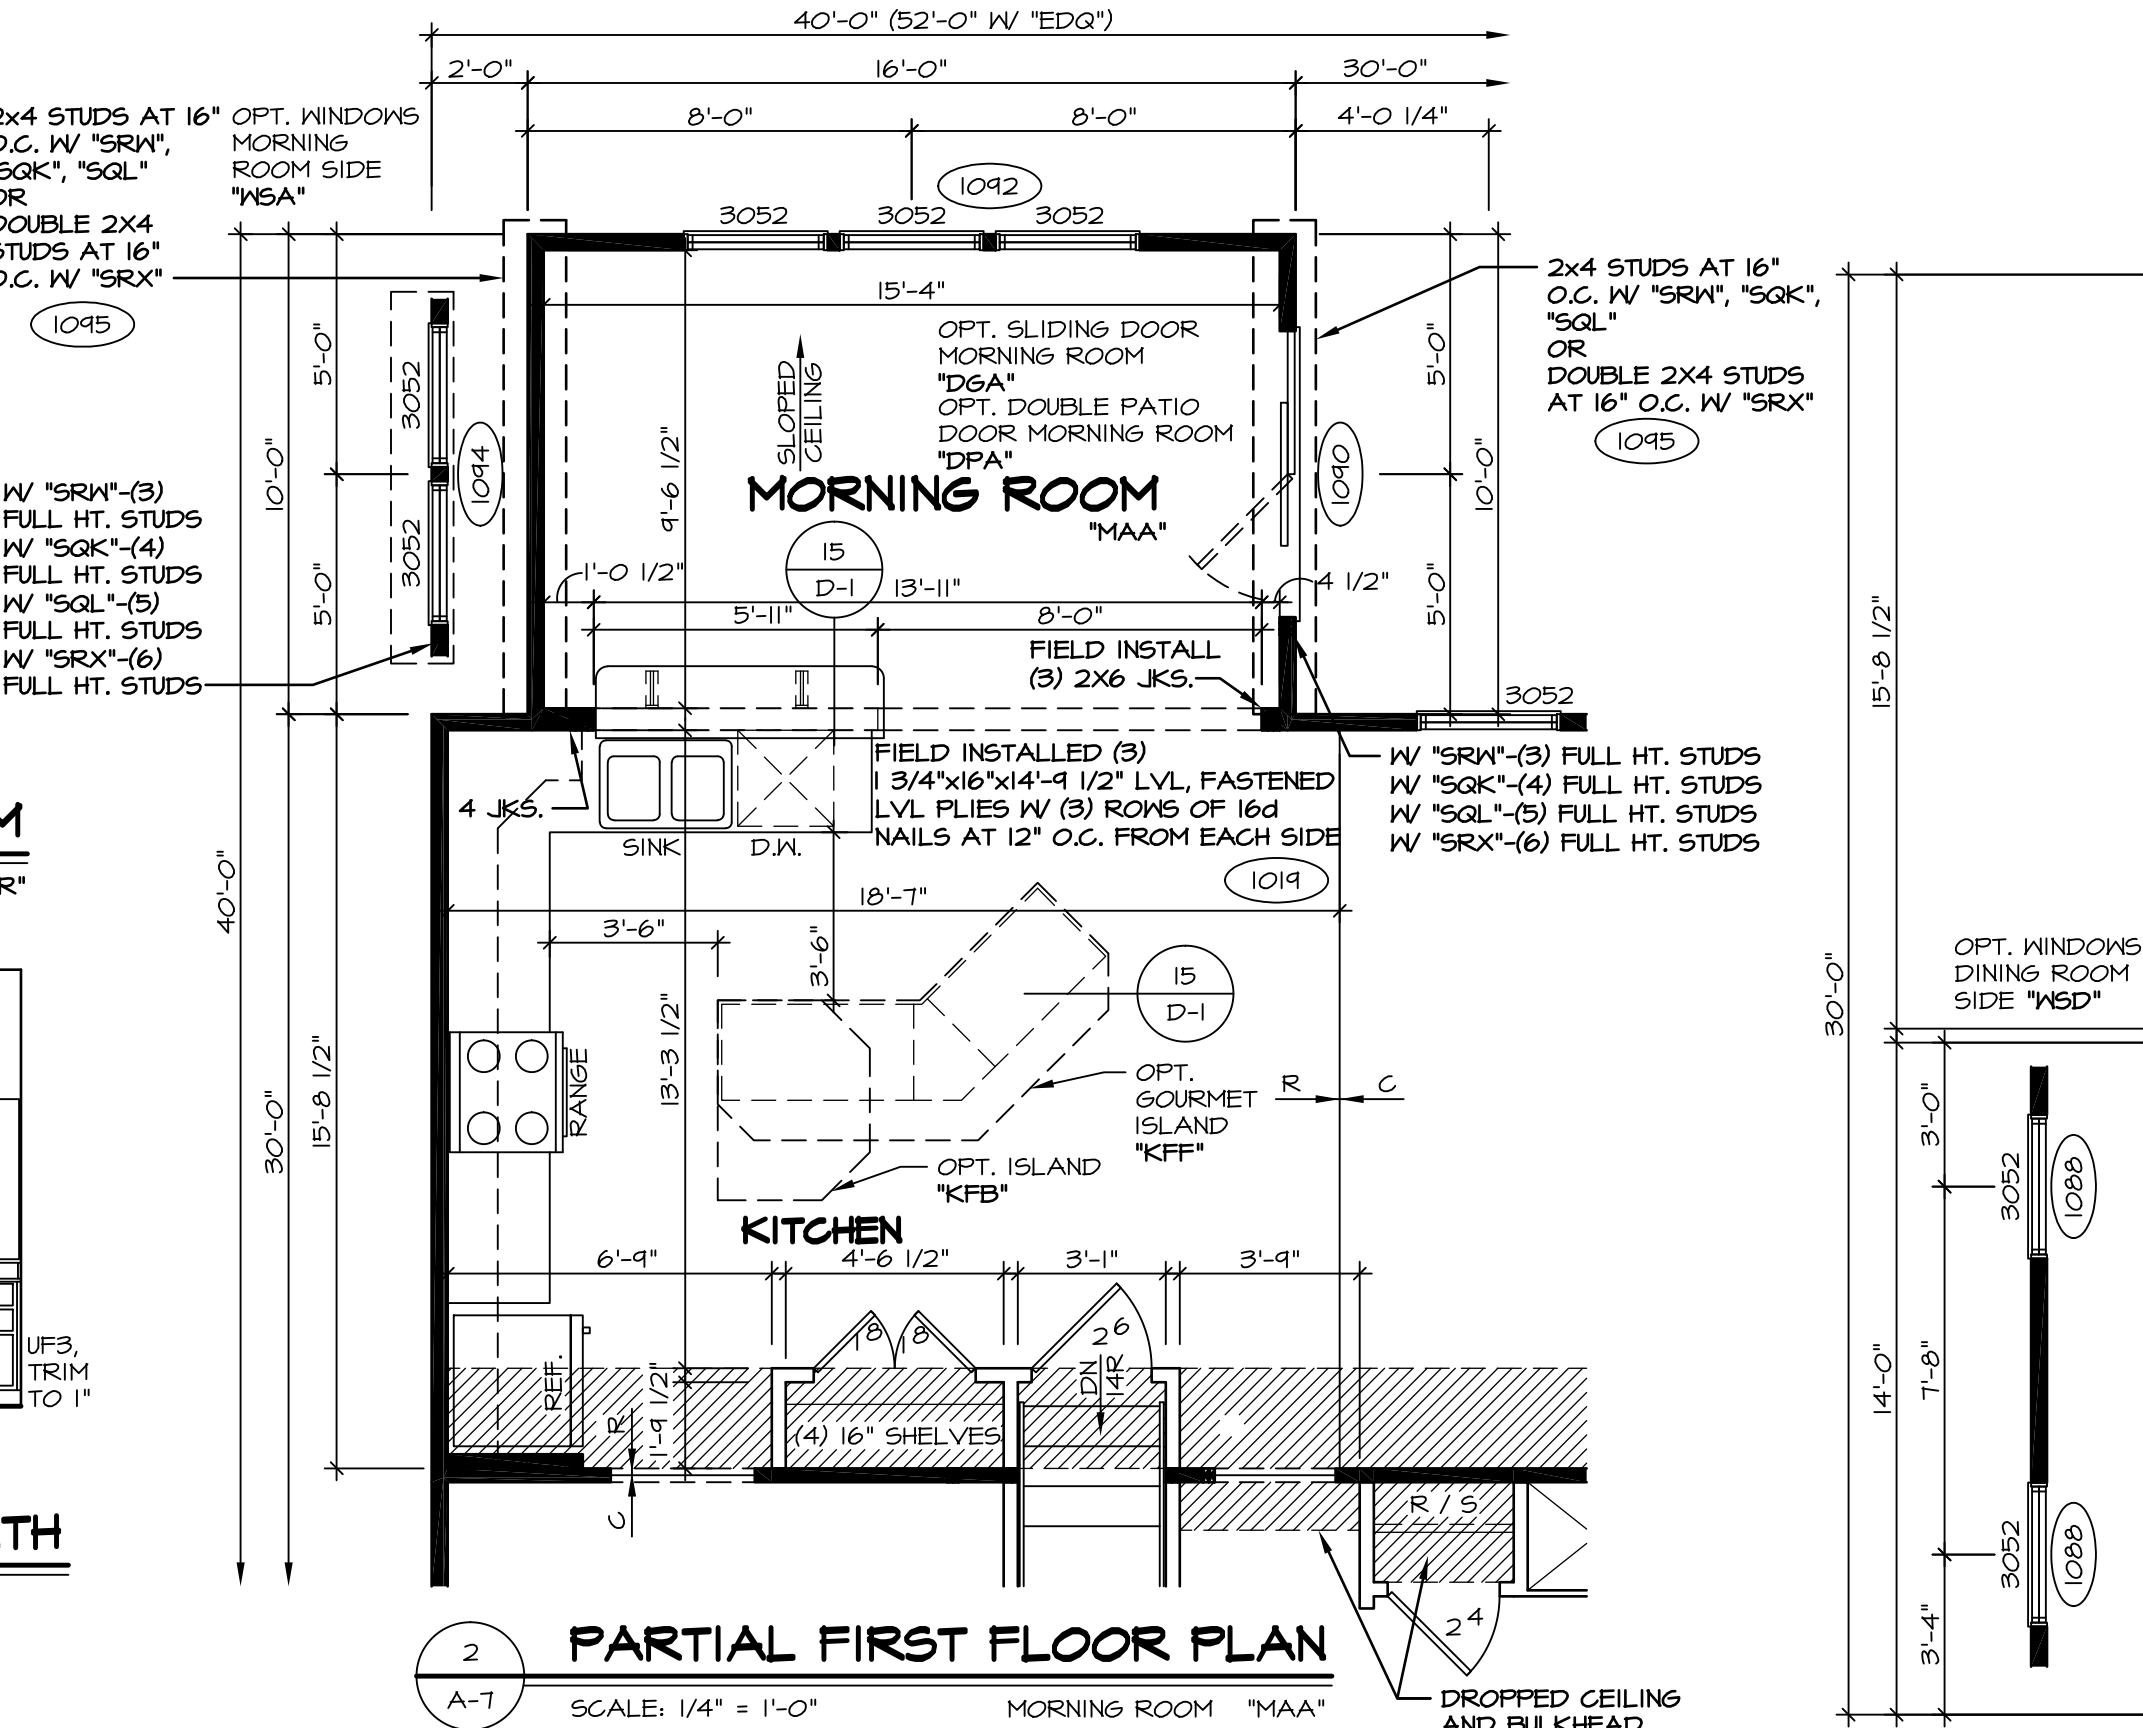 40'-0" (52'-0" W/ "EDQ")
2'-0"
16'-0"
30'-0"
8'-0"
8'-0"
4'-0 1/4"
2x4 STUDS AT 16"
O.C. W/ "SRW",
"SQK", "SQL"
OR
DOUBLE 2X4
STUDS AT 16"
O.C. W/ "SRX"
1095
OPT. WINDOWS
MORNING
ROOM SIDE
"WSA"
1092
3052
3052
3052
15'-4"
OPT. SLIDING DOOR
MORNING ROOM
"DGA"
OPT. DOUBLE PATIO
DOOR MORNING ROOM
"DPA"
SLOPED
CEILING
MORNING ROOM
"MAA"
2x4 STUDS AT 16"
O.C. W/ "SRW", "SQK",
"SQL"
OR
DOUBLE 2X4 STUDS
AT 16" O.C. W/ "SRX"
1095
5'-0"
5'-0"
10'-0"
3052
3052
1094
W/ "SRW"-(3)
FULL HT. STUDS
W/ "SQK"-(4)
FULL HT. STUDS
W/ "SQL"-(5)
FULL HT. STUDS
W/ "SRX"-(6)
FULL HT. STUDS
9'-6 1/2"
1090
5'-0"
5'-0"
10'-0"
15
D-1
1'-0 1/2"
13'-11"
4 1/2"
5'-11"
8'-0"
FIELD INSTALL
(3) 2X6 JKS.
3052
FIELD INSTALLED (3)
1 3/4"x16"x14'-9 1/2" LVL, FASTENED
LVL PLIES W/ (3) ROWS OF 16d
NAILS AT 12" O.C. FROM EACH SIDE
1019
W/ "SRW"-(3) FULL HT. STUDS
W/ "SQK"-(4) FULL HT. STUDS
W/ "SQL"-(5) FULL HT. STUDS
W/ "SRX"-(6) FULL HT. STUDS
4 JKS.
SINK
D.W.
M
R"
40'-0"
30'-0"
15'-8 1/2"
18'-7"
3'-6"
3'-6"
13'-3 1/2"
15
D-1
RANGE
OPT.
GOURMET
ISLAND
"KFF"
R
C
OPT. ISLAND
"KFB"
KITCHEN
6'-9"
4'-6 1/2"
3'-1"
3'-9"
UF3,
TRIM
TO 1"
REF.
R
C
1'-9 1/2"
1 8
1 8
2 6
DN
14R
(4) 16" SHELVES
R / S
2 4
TH
15'-8 1/2"
30'-0"
14'-0"
OPT. WINDOWS
DINING ROOM
SIDE "WSD"
3'-0"
3052
1088
7'-8"
3052
1088
3'-4"
2
A-7
PARTIAL FIRST FLOOR PLAN
SCALE: 1/4" = 1'-0"
MORNING ROOM "MAA"
DROPPED CEILING
AND BULKHEAD